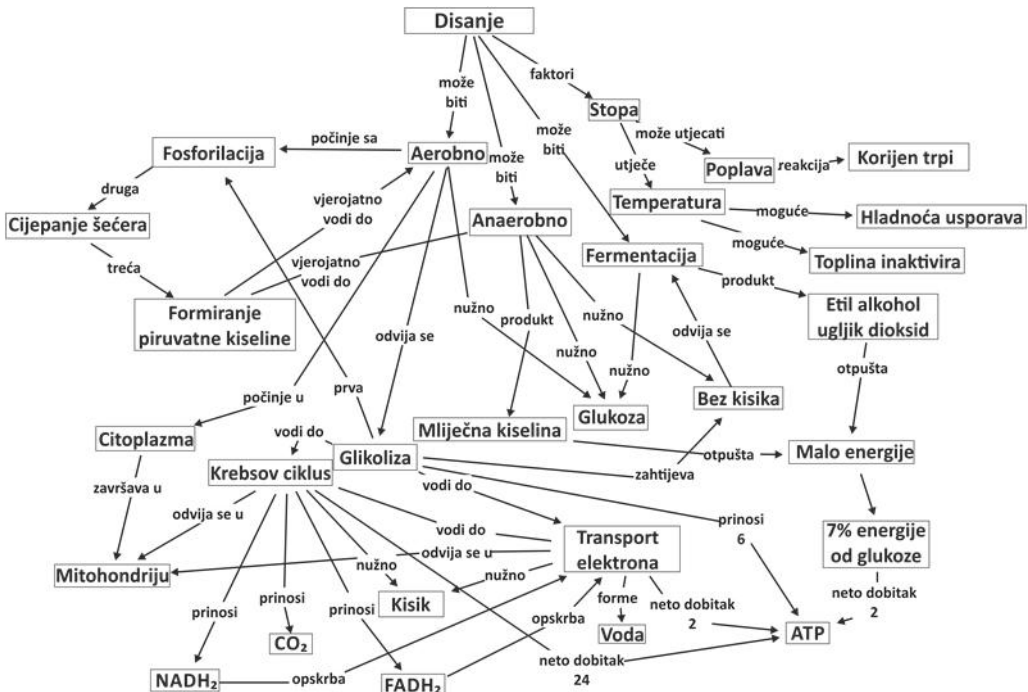 Disanje
faktori
može
biti
Stopa
može
biti
može utjecati
počinje sa
Fosforilacija
Aerobno
može
biti
utječe
Poplava
reakcija
Korijen trpi
druga
vjerojatno
vodi do
Temperatura
moguće
Hladnoća usporava
Cijepanje šećera
Anaerobno
moguće
Fermentacija
Toplina inaktivira
treća
vjerojatno
vodi do
produkt
Formiranje
piruvatne kiseline
nužno
produkt
nužno
Etil alkohol
ugljik dioksid
odvija se
odvija se
nužno
nužno
otpušta
prva
počinje u
Bez kisika
Glukoza
Citoplazma
vodi do
Mliječna kiselina
Glikoliza
otpušta
Malo energije
Krebsov ciklus
zahtijeva
završava u
vodi do
odvija se u
vodi do
prinosi
6
7% energije
od glukoze
Transport
elektrona
odvija se u
Mitohondriju
nužno
nužno
neto dobitak
2
Kisik
forme
neto dobitak
2
prinosi
prinosi
prinosi
opskrba
Voda
ATP
CO₂
neto dobitak
24
NADH₂
opskrba
FADH₂